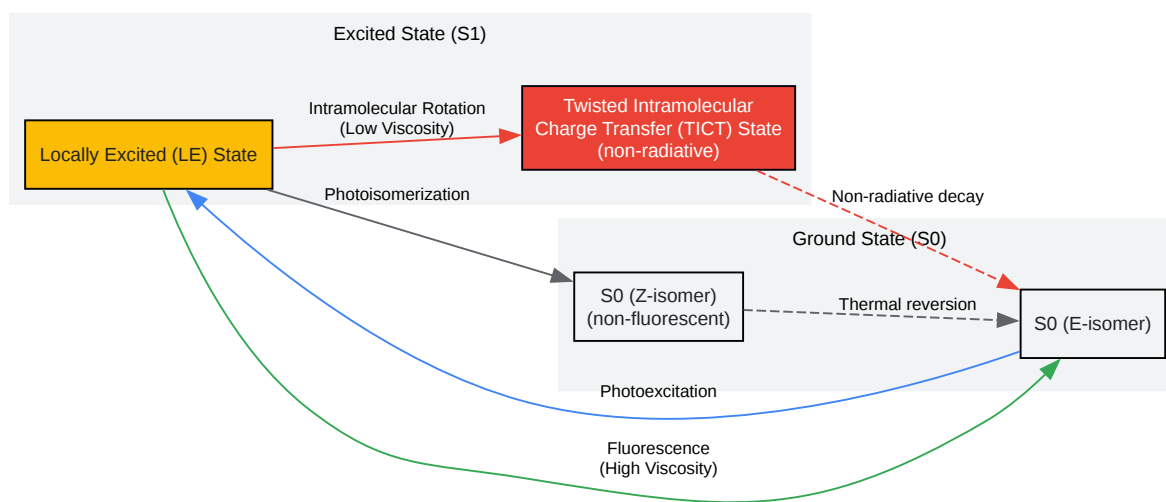 Excited State (S1)
Locally Excited (LE) State
Intramolecular Rotation
(Low Viscosity)
Twisted Intramolecular
Charge Transfer (TICT) State
(non-radiative)
Photoisomerization
Non-radiative decay
Ground State (S0)
S0 (Z-isomer)
(non-fluorescent)
Thermal reversion
S0 (E-isomer)
Photoexcitation
Fluorescence
(High Viscosity)